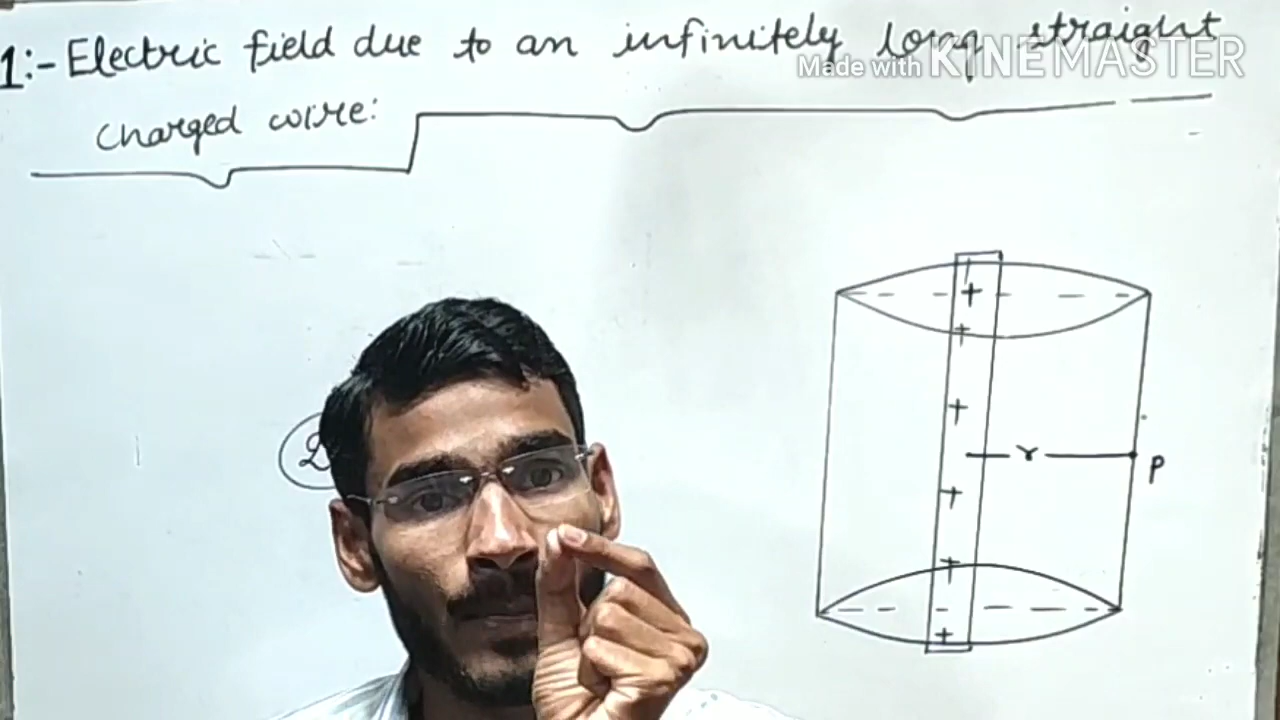 1:- Electric field due to an infinitely long straight
Made with KINEMASTER
charged wire:
+
+
+
r
P
+
+
+